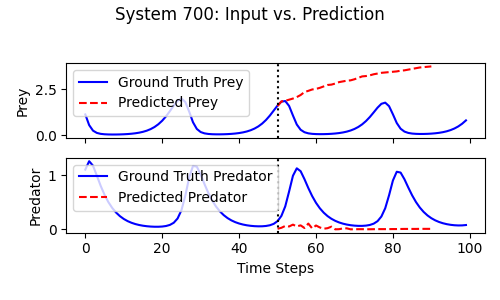 System 700: Input vs. Prediction
Prey
2.5
0.0
Ground Truth Prey
Predicted Prey
Predator
1
0
Ground Truth Predator
Predicted Predator
0
20
40
60
80
100
Time Steps